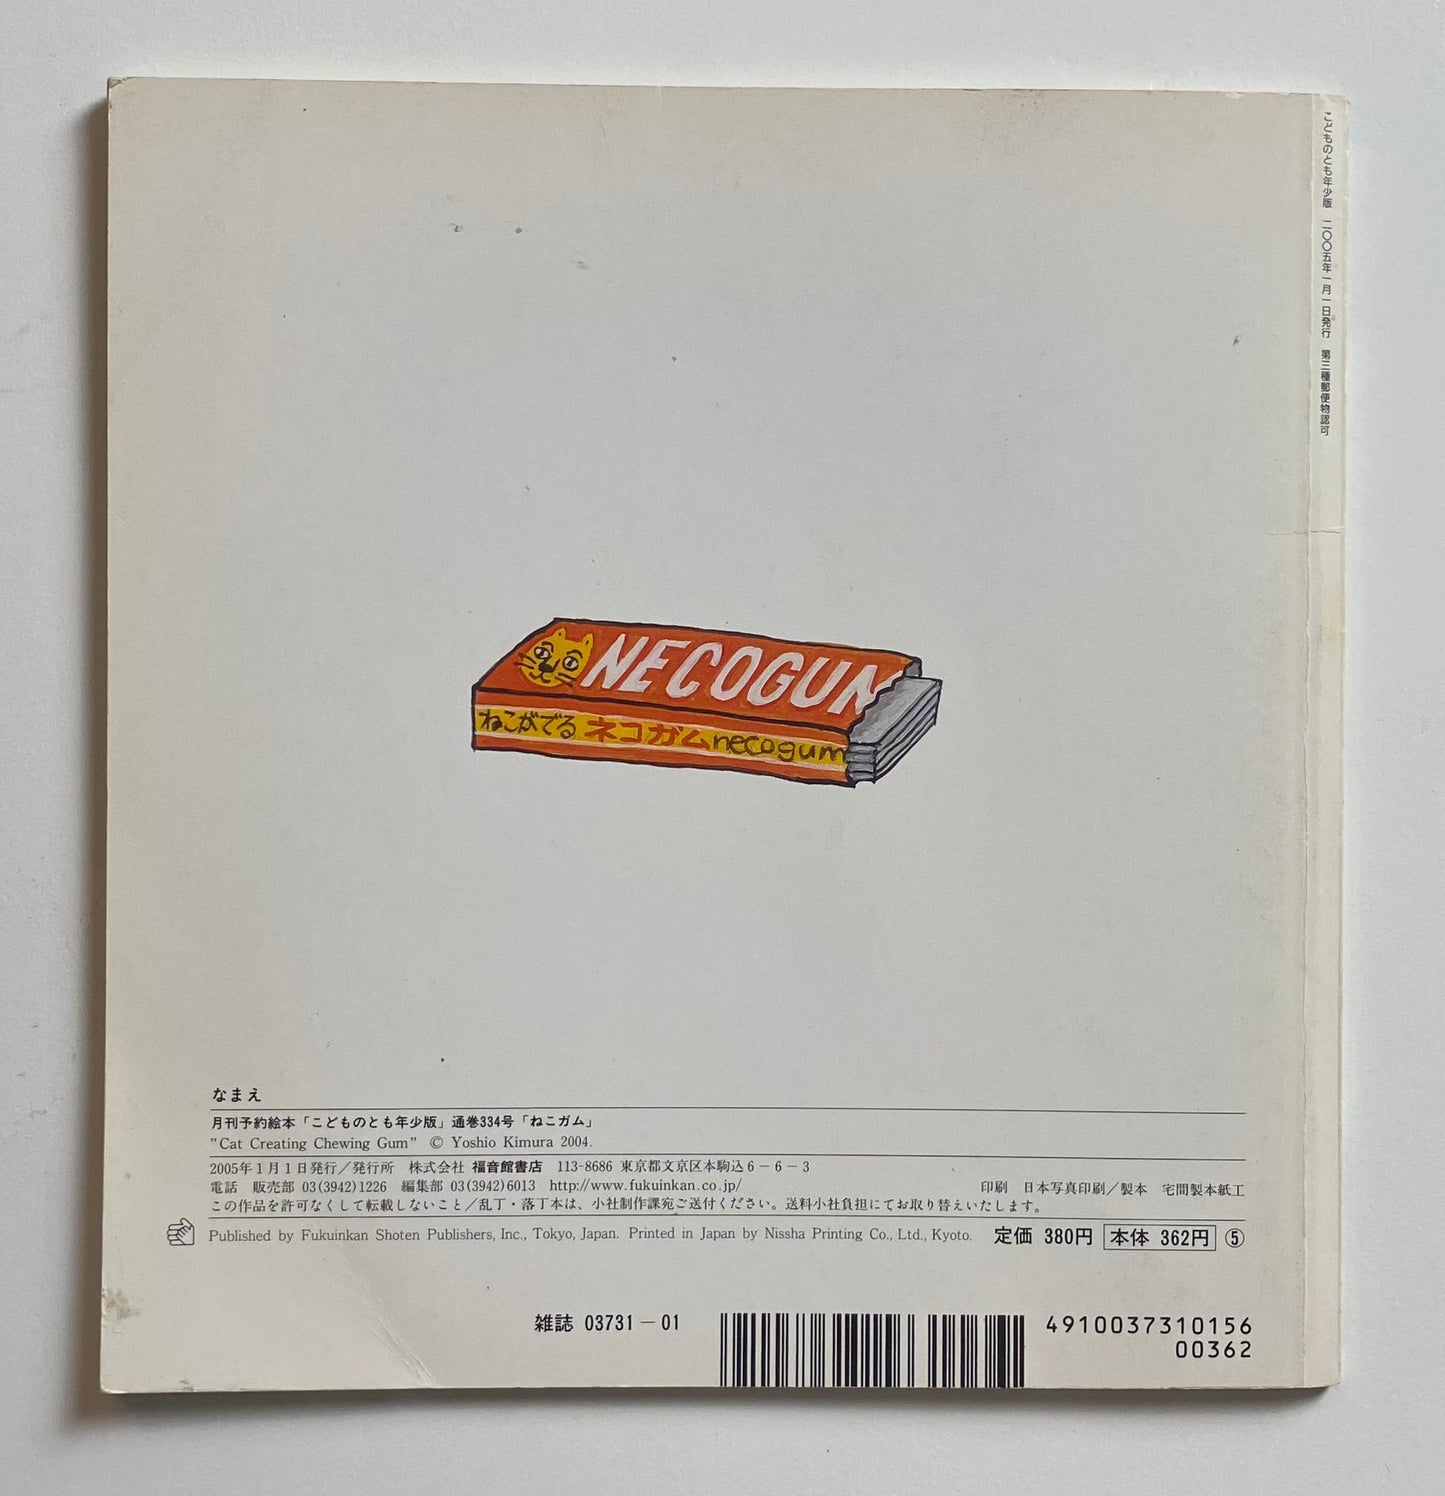 こどものとも年少版 二〇〇五年一月一日発行 第三種郵便物認可
NECOGUM
ねこがでる ネコガム necogum
なまえ
月刊予約絵本「こどものとも年少版」通巻334号「ねこガム」
"Cat Creating Chewing Gum" © Yoshio Kimura 2004.
2005年1月1日発行／発行所 株式会社 福音館書店 113-8686 東京都文京区本駒込6-6-3
電話 販売部 03(3942)1226 編集部 03(3942)6013 http://www.fukuinkan.co.jp/ 印刷 日本写真印刷／製本 宅間製本紙工
この作品を許可なくして転載しないこと／乱丁・落丁本は、小社制作課宛ご送付ください。送料小社負担にてお取り替えいたします。
Published by Fukuinkan Shoten Publishers, Inc., Tokyo, Japan. Printed in Japan by Nissha Printing Co., Ltd., Kyoto. 定価 380円 本体 362円 ⑤
雑誌 03731-01
4910037310156
00362